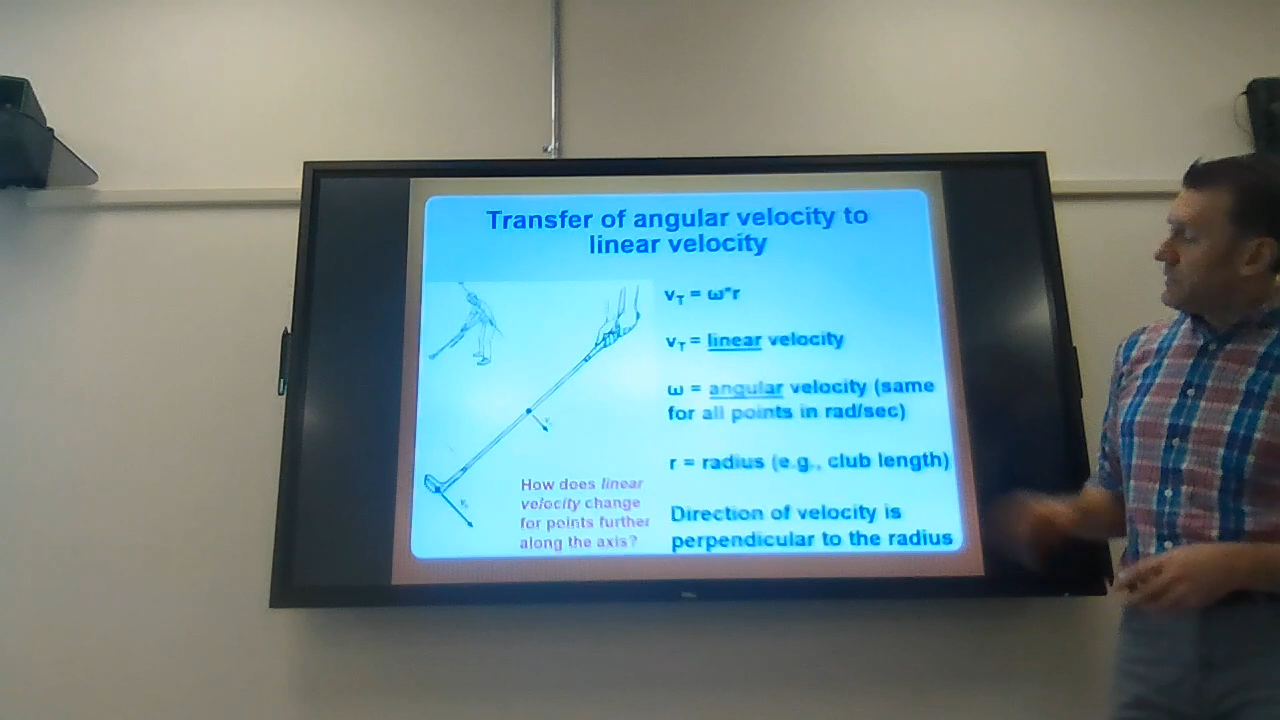 Transfer of angular velocity to
linear velocity
v_T = ω*r
v_T = linear velocity
ω = angular velocity (same
for all points in rad/sec)
r = radius (e.g., club length)
How does linear
velocity change
for points further
along the axis?
Direction of velocity is
perpendicular to the radius